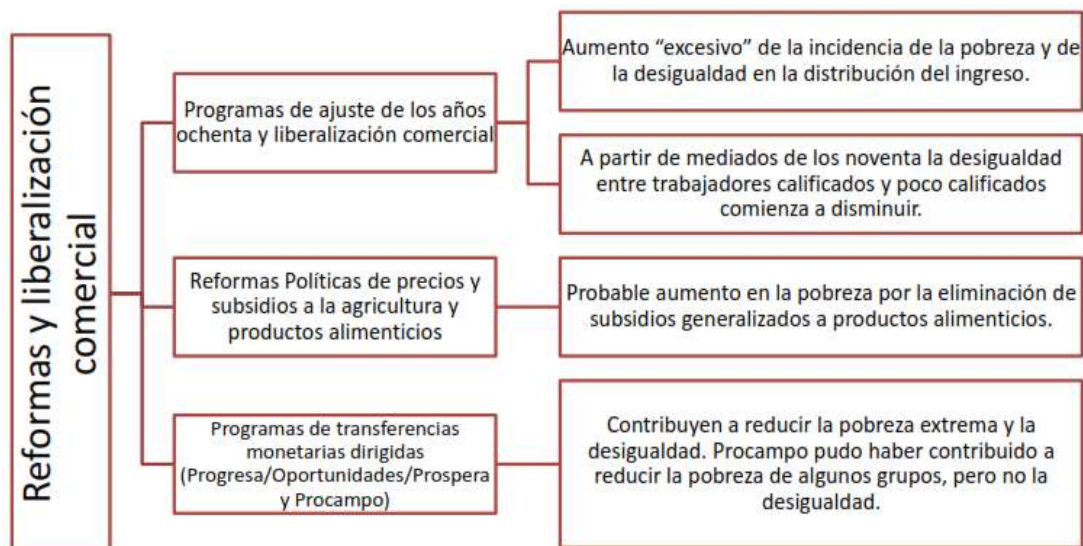 Reformas y liberalización
comercial
Programas de ajuste de los años
ochenta y liberalización comercial
Aumento “excesivo” de la incidencia de la pobreza y de
la desigualdad en la distribución del ingreso.
A partir de mediados de los noventa la desigualdad
entre trabajadores calificados y poco calificados
comienza a disminuir.
Reformas Políticas de precios y
subsidios a la agricultura y
productos alimenticios
Probable aumento en la pobreza por la eliminación de
subsidios generalizados a productos alimenticios.
Programas de transferencias
monetarias dirigidas
(Progresa/Oportunidades/Prospera
y Procampo)
Contribuyen a reducir la pobreza extrema y la
desigualdad. Procampo pudo haber contribuido a
reducir la pobreza de algunos grupos, pero no la
desigualdad.